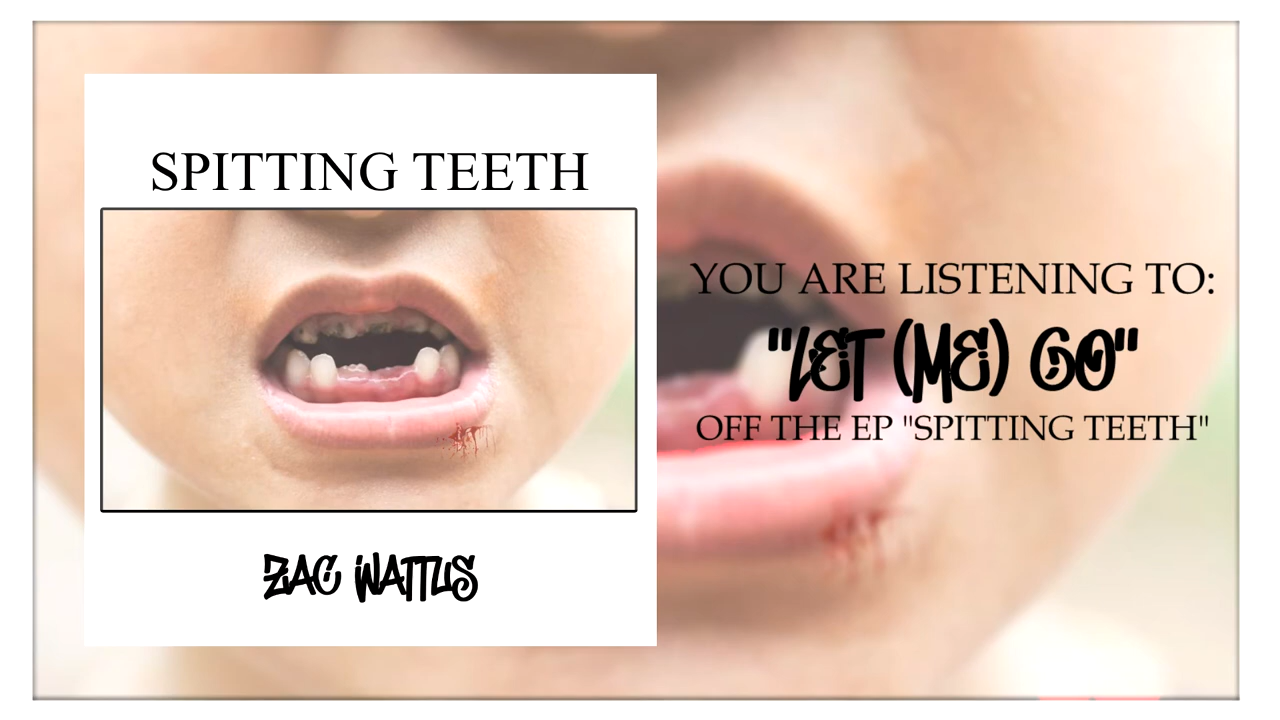 SPITTING TEETH
ZAC WATTUS
YOU ARE LISTENING TO:
"LET (ME) GO"
OFF THE EP "SPITTING TEETH"